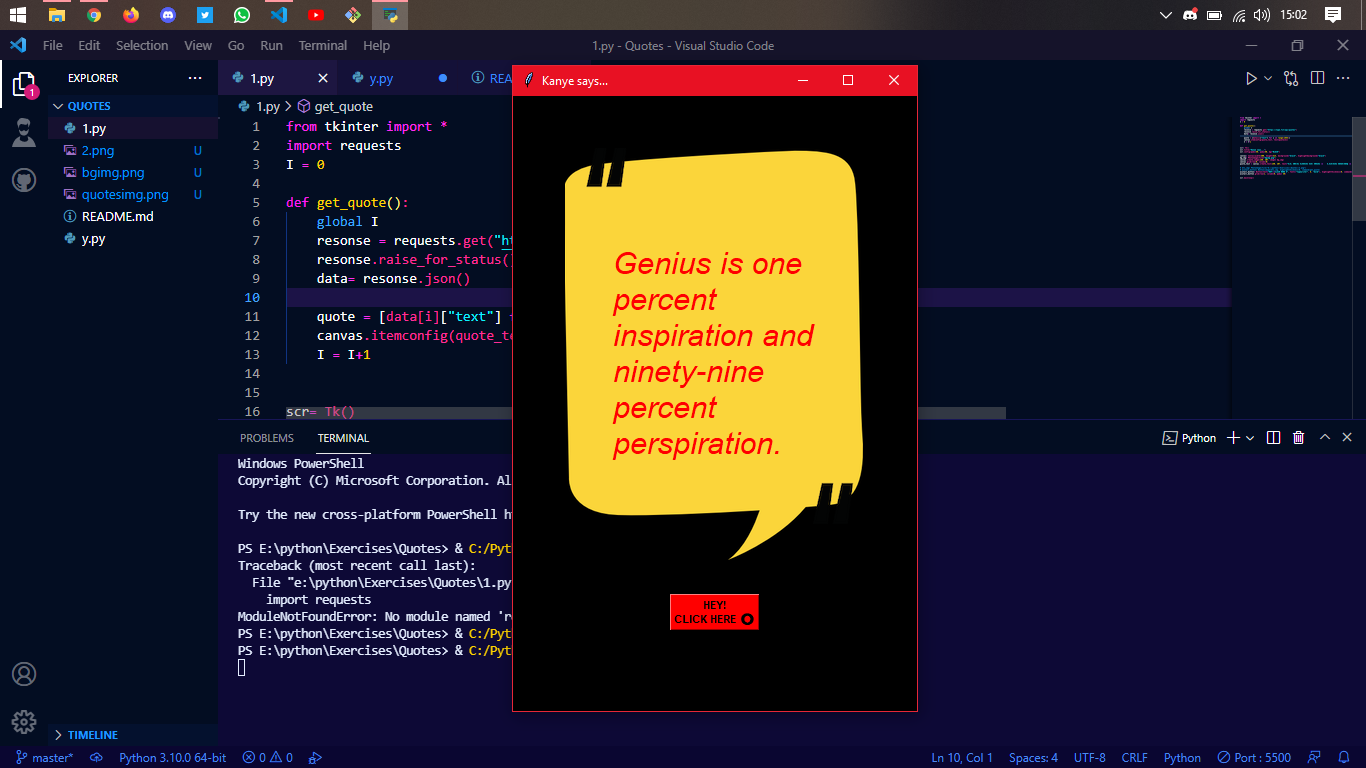 15:02
File Edit Selection View Go Run Terminal Help
1.py - Quotes - Visual Studio Code
EXPLORER
QUOTES
1.py
2.png U
bgimg.png U
quotesimg.png U
README.md
y.py
TIMELINE
1
1.py
y.py
REA
1.py > get_quote
1 from tkinter import *
2 import requests
3 I = 0
4
5 def get_quote():
6 global I
7 resonse = requests.get("ht
8 resonse.raise_for_status()
9 data= resonse.json()
10
11 quote = [data[i]["text"]
12 canvas.itemconfig(quote_te
13 I = I+1
14
15
16 scr= Tk()
PROBLEMS TERMINAL
Python
Windows PowerShell
Copyright (C) Microsoft Corporation. Al
Try the new cross-platform PowerShell
PS E:\python\Exercises\Quotes> & C:/Pyt
Traceback (most recent call last):
File "e:\python\Exercises\Quotes\1.py
import requests
ModuleNotFoundError: No module named 'r
PS E:\python\Exercises\Quotes> & C:/Pyt
PS E:\python\Exercises\Quotes> & C:/Pyt
Kanye says...
Genius is one
percent
inspiration and
ninety-nine
percent
perspiration.
HEY!
CLICK HERE
master* Python 3.10.0 64-bit 0 0 Ln 10, Col 1 Spaces: 4 UTF-8 CRLF Python Port : 5500